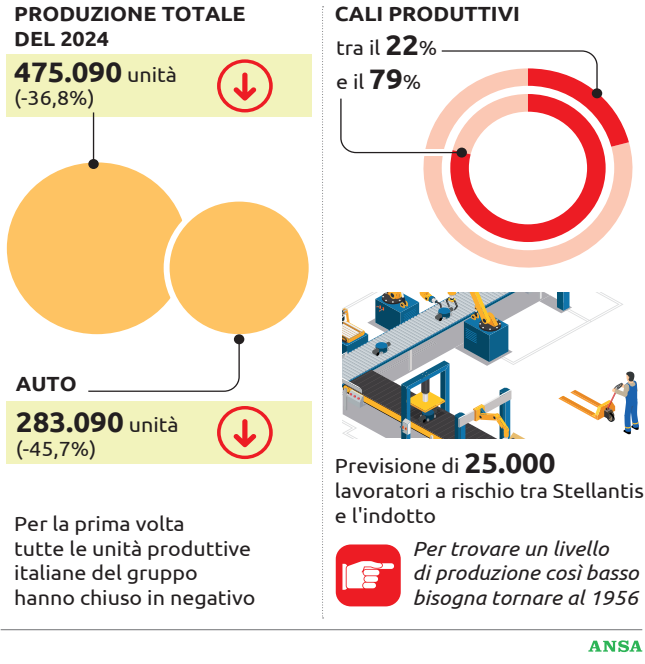 PRODUZIONE TOTALE
DEL 2024
475.090 unità
(-36,8%)
AUTO
283.090 unità
(-45,7%)
Per la prima volta
tutte le unità produttive
italiane del gruppo
hanno chiuso in negativo
CALI PRODUTTIVI
tra il 22%
e il 79%
Previsione di 25.000
lavoratori a rischio tra Stellantis
e l'indotto
Per trovare un livello
di produzione così basso
bisogna tornare al 1956
ANSA